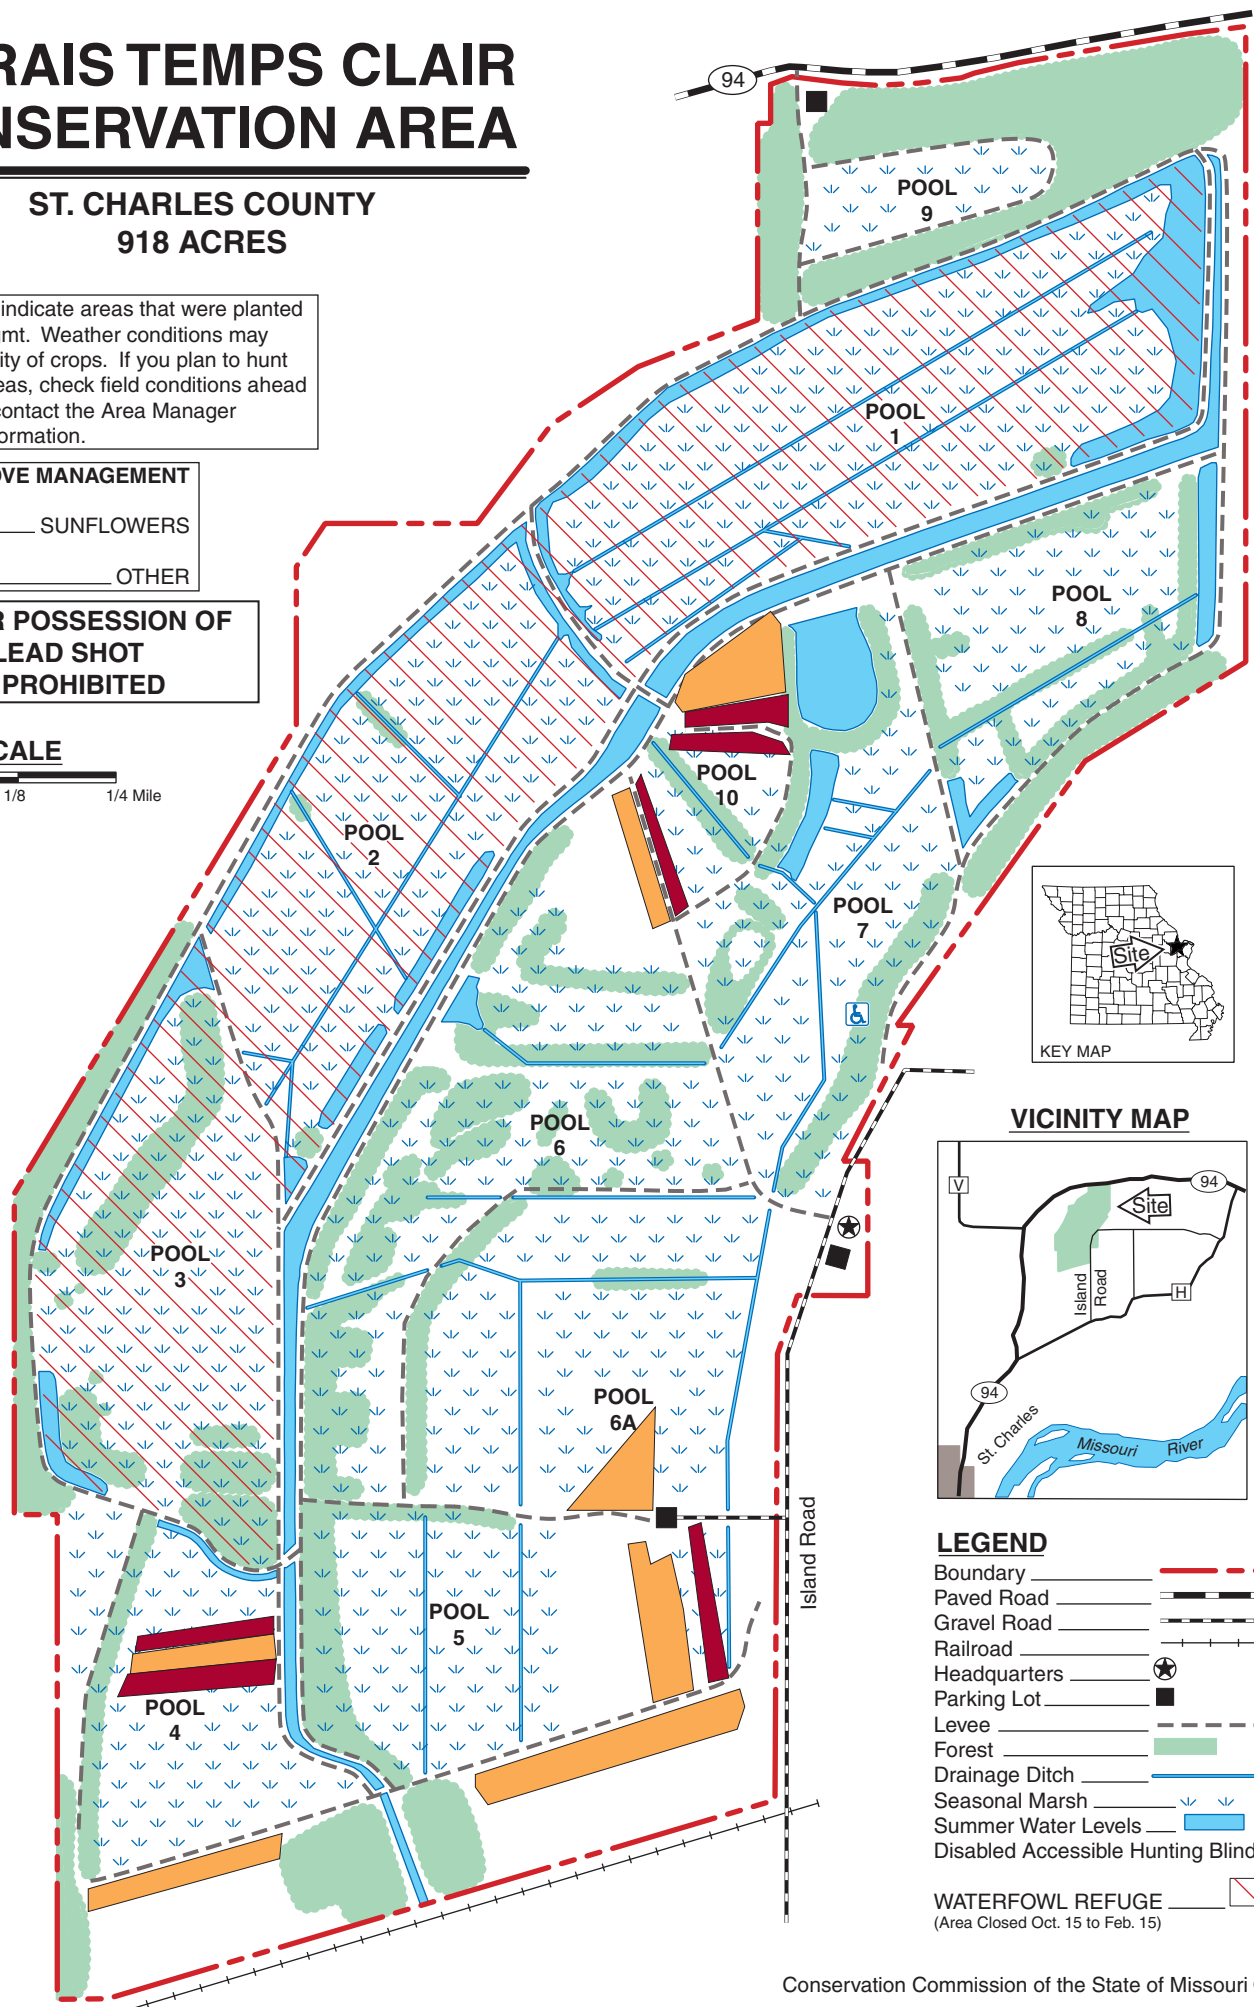 RAIS TEMPS CLAIR
NSERVATION AREA
ST. CHARLES COUNTY
918 ACRES
indicate areas that were planted
gmt. Weather conditions may
ity of crops. If you plan to hunt
eas, check field conditions ahead
contact the Area Manager
ormation.
OVE MANAGEMENT
SUNFLOWERS
OTHER
R POSSESSION OF
LEAD SHOT
PROHIBITED
CALE
1/8 1/4 Mile
94
POOL
9
POOL
1
POOL
8
POOL
10
POOL
2
POOL
7
POOL
6
POOL
3
POOL
6A
POOL
5
POOL
4
Island Road
Site
KEY MAP
VICINITY MAP
V
94
Site
Island
Road
H
94
St. Charles
Missouri River
LEGEND
Boundary
Paved Road
Gravel Road
Railroad
Headquarters
Parking Lot
Levee
Forest
Drainage Ditch
Seasonal Marsh
Summer Water Levels
Disabled Accessible Hunting Blind
WATERFOWL REFUGE
(Area Closed Oct. 15 to Feb. 15)
Conservation Commission of the State of Missouri